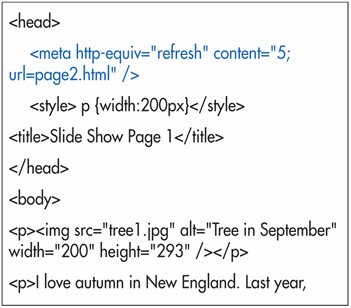 <head>
<meta http-equiv="refresh" content="5;
url=page2.html" />
<style> p {width:200px}</style>
<title>Slide Show Page 1</title>
</head>
<body>
<p><img src="tree1.jpg" alt="Tree in September"
width="200" height="293" /></p>
<p>I love autumn in New England. Last year,